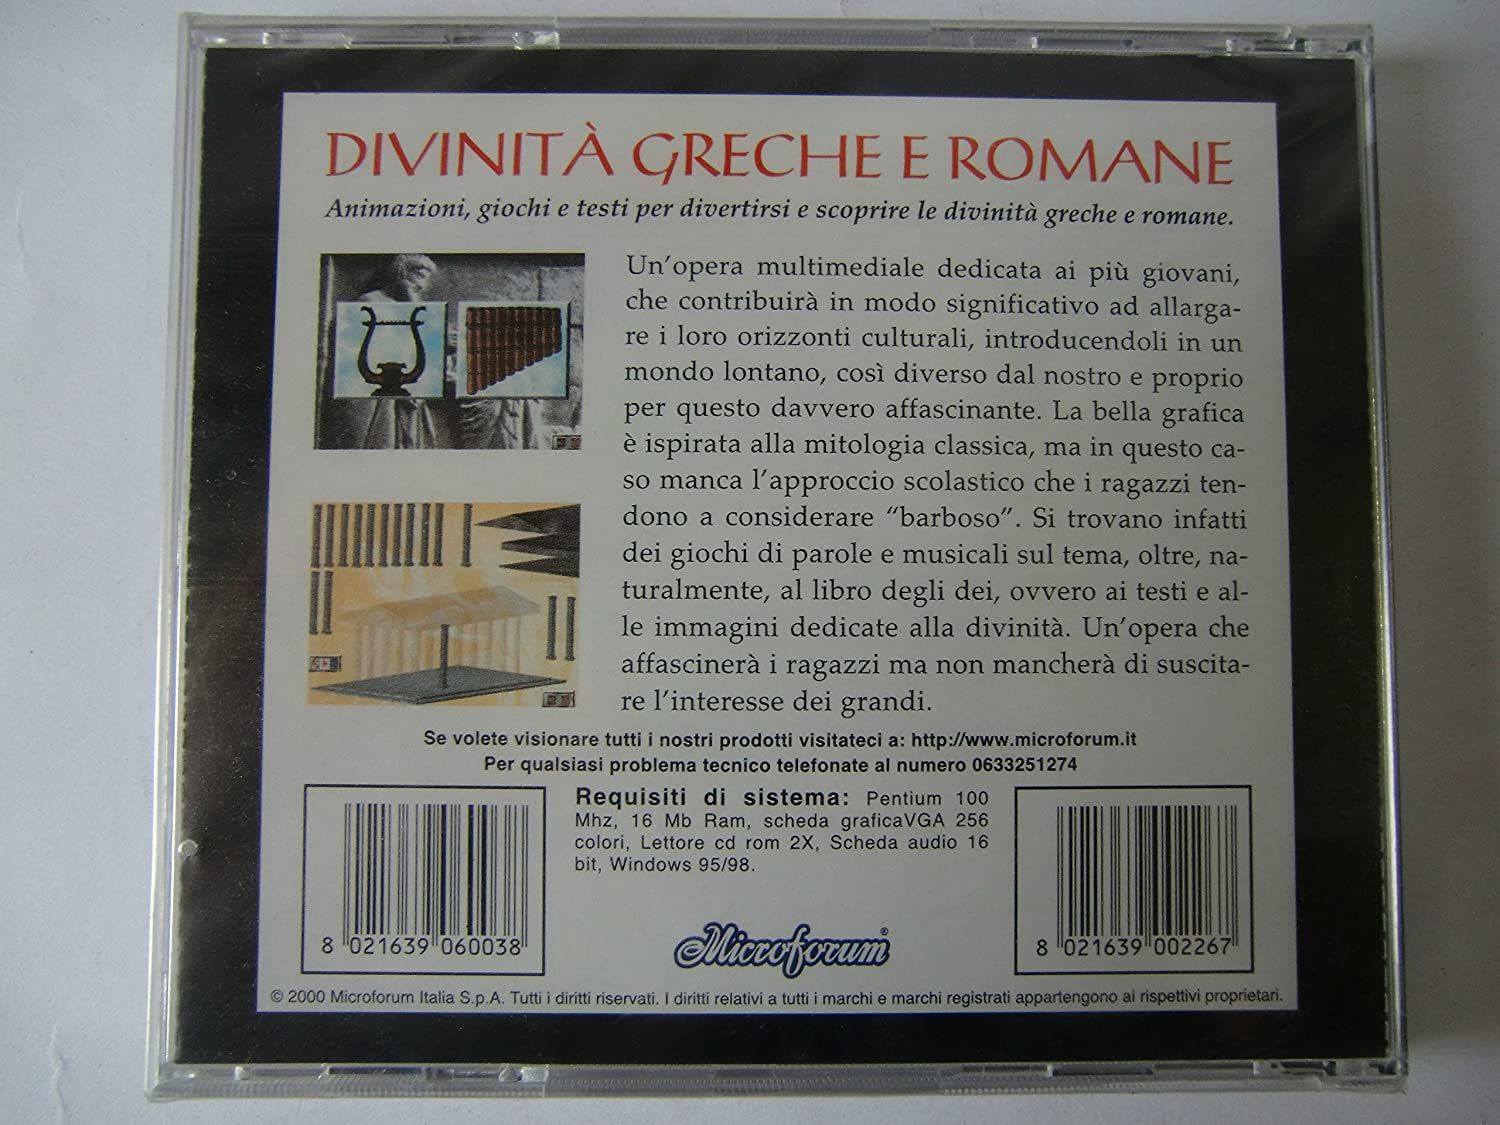 DIVINITÀ GRECHE E ROMANE
Animazioni, giochi e testi per divertirsi e scoprire le divinità greche e romane.
Un'opera multimediale dedicata ai più giovani,
che contribuirà in modo significativo ad allarga-
re i loro orizzonti culturali, introducendoli in un
mondo lontano, così diverso dal nostro e proprio
per questo davvero affascinante. La bella grafica
è ispirata alla mitologia classica, ma in questo ca-
so manca l'approccio scolastico che i ragazzi ten-
dono a considerare “barboso”. Si trovano infatti
dei giochi di parole e musicali sul tema, oltre, na-
turalmente, al libro degli dei, ovvero ai testi e al-
le immagini dedicate alla divinità. Un'opera che
affascinerà i ragazzi ma non mancherà di suscita-
re l'interesse dei grandi.
Se volete visionare tutti i nostri prodotti visitateci a: http://www.microforum.it
Per qualsiasi problema tecnico telefonate al numero 0633251274
Requisiti di sistema: Pentium 100
Mhz, 16 Mb Ram, scheda graficaVGA 256
colori, Lettore cd rom 2X, Scheda audio 16
bit, Windows 95/98.
8 021639 060038
Microforum®
8 021639 002267
© 2000 Microforum Italia S.p.A. Tutti i diritti riservati. I diritti relativi a tutti i marchi e marchi registrati appartengono ai rispettivi proprietari.